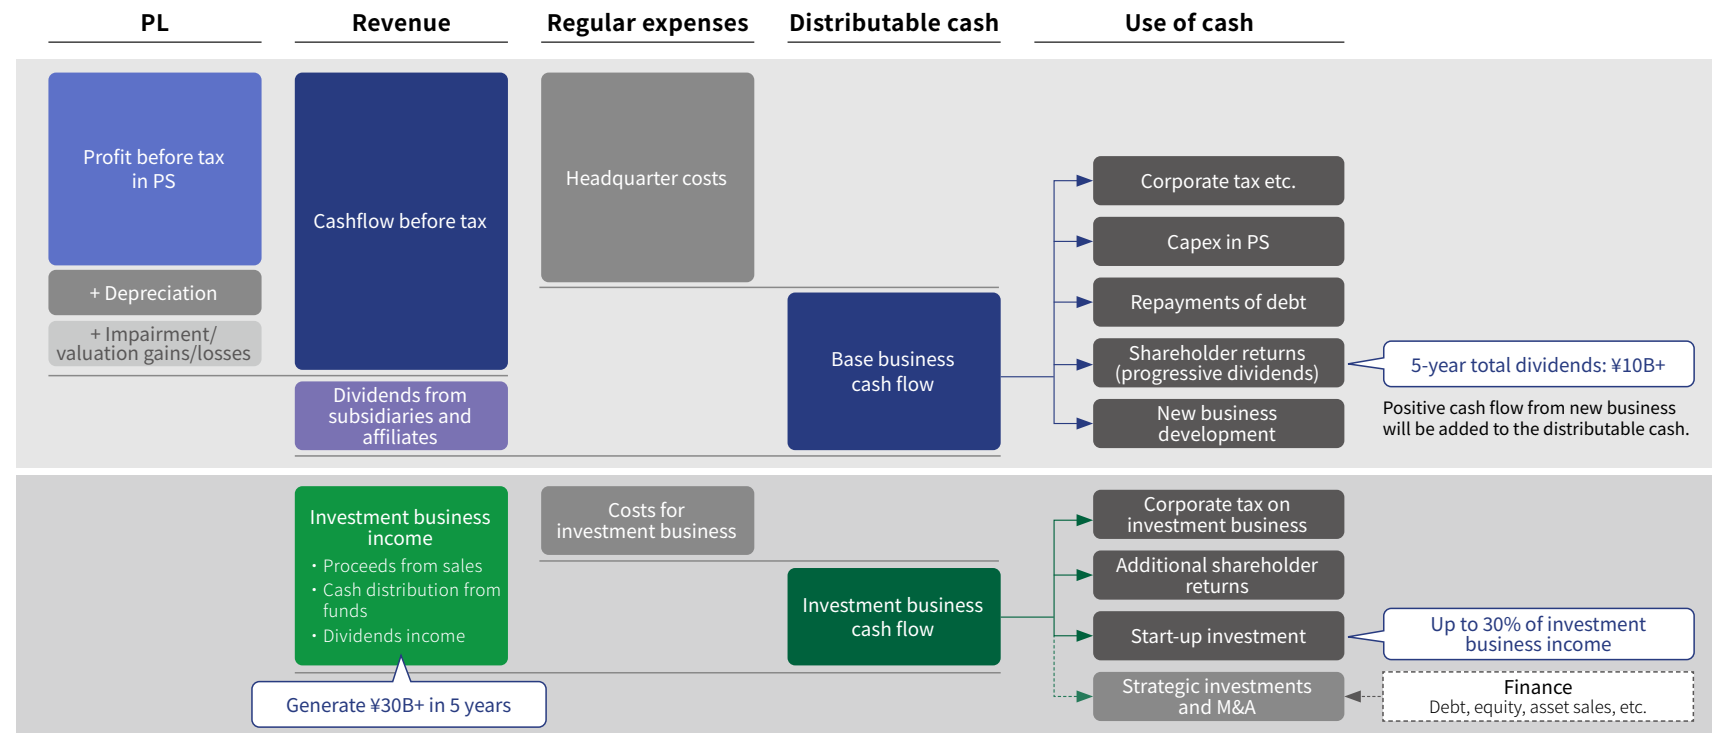 PL
Revenue
Regular expenses
Distributable cash
Use of cash
Profit before tax
in PS
+ Depreciation
+ Impairment/
valuation gains/losses
Cashflow before tax
Dividends from
subsidiaries and
affiliates
Headquarter costs
Base business
cash flow
Corporate tax etc.
Capex in PS
Repayments of debt
Shareholder returns
(progressive dividends)
New business
development
5-year total dividends: ¥10B+
Positive cash flow from new business
will be added to the distributable cash.
Investment business
income
・Proceeds from sales
・Cash distribution from
funds
・Dividends income
Generate ¥30B+ in 5 years
Costs for
investment business
Investment business
cash flow
Corporate tax on
investment business
Additional shareholder
returns
Start-up investment
Strategic investments
and M&A
Up to 30% of investment
business income
Finance
Debt, equity, asset sales, etc.